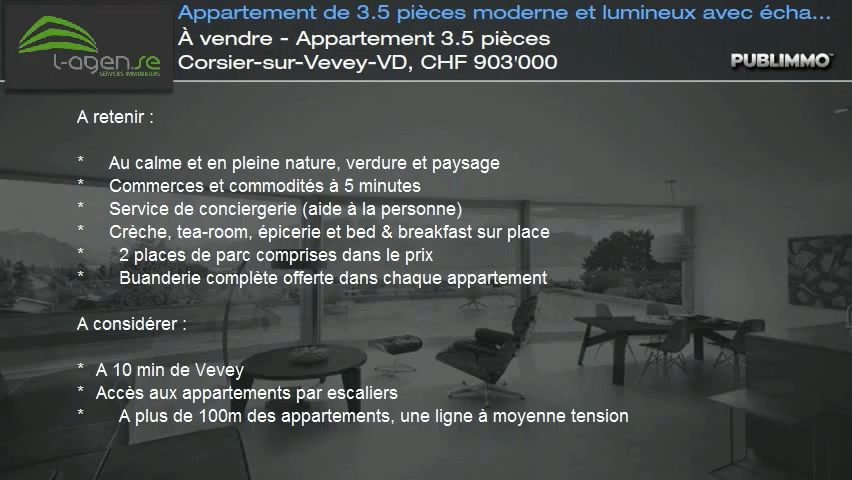 Appartement de 3.5 pièces moderne et lumineux avec écha...
À vendre - Appartement 3.5 pièces
Corsier-sur-Vevey-VD, CHF 903'000
L-agen.se
SERVICES IMMOBILIERS
PUBLIMMO™
A retenir :
* Au calme et en pleine nature, verdure et paysage
* Commerces et commodités à 5 minutes
* Service de conciergerie (aide à la personne)
* Crèche, tea-room, épicerie et bed & breakfast sur place
* 2 places de parc comprises dans le prix
* Buanderie complète offerte dans chaque appartement
A considérer :
* A 10 min de Vevey
* Accès aux appartements par escaliers
* A plus de 100m des appartements, une ligne à moyenne tension